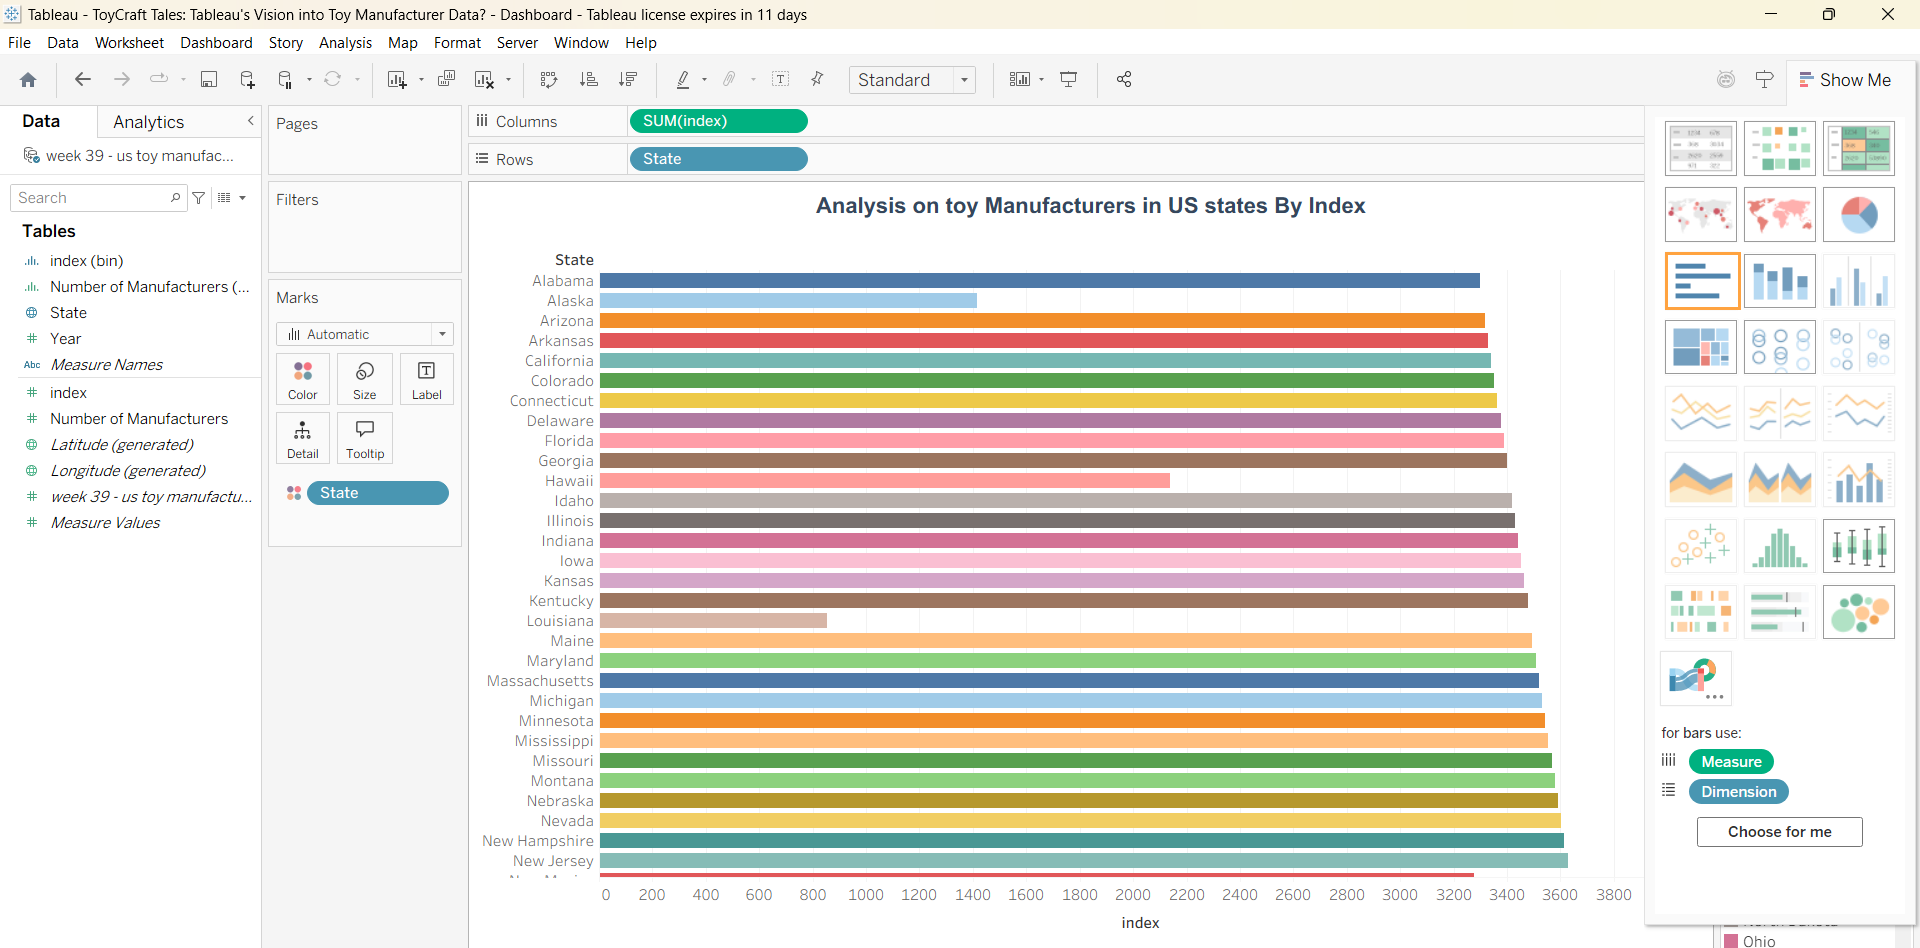 Tableau - ToyCraft Tales: Tableau's Vision into Toy Manufacturer Data? - Dashboard - Tableau license expires in 11 days
File Data Worksheet Dashboard Story Analysis Map Format Server Window Help
Standard
Show Me
Data
Analytics
week 39 - us toy manufac...
Search
Tables
index (bin)
Number of Manufacturers (...
State
Year
Abc Measure Names
index
Number of Manufacturers
Latitude (generated)
Longitude (generated)
week 39 - us toy manufactu...
Measure Values
Pages
Filters
Marks
Automatic
Color Size Label
Detail Tooltip
State
Columns SUM(index)
Rows State
Analysis on toy Manufacturers in US states By Index
State
Alabama
Alaska
Arizona
Arkansas
California
Colorado
Connecticut
Delaware
Florida
Georgia
Hawaii
Idaho
Illinois
Indiana
Iowa
Kansas
Kentucky
Louisiana
Maine
Maryland
Massachusetts
Michigan
Minnesota
Mississippi
Missouri
Montana
Nebraska
Nevada
New Hampshire
New Jersey
0 200 400 600 800 1000 1200 1400 1600 1800 2000 2200 2400 2600 2800 3000 3200 3400 3600 3800
index
for bars use:
Measure
Dimension
Choose for me
Ohio